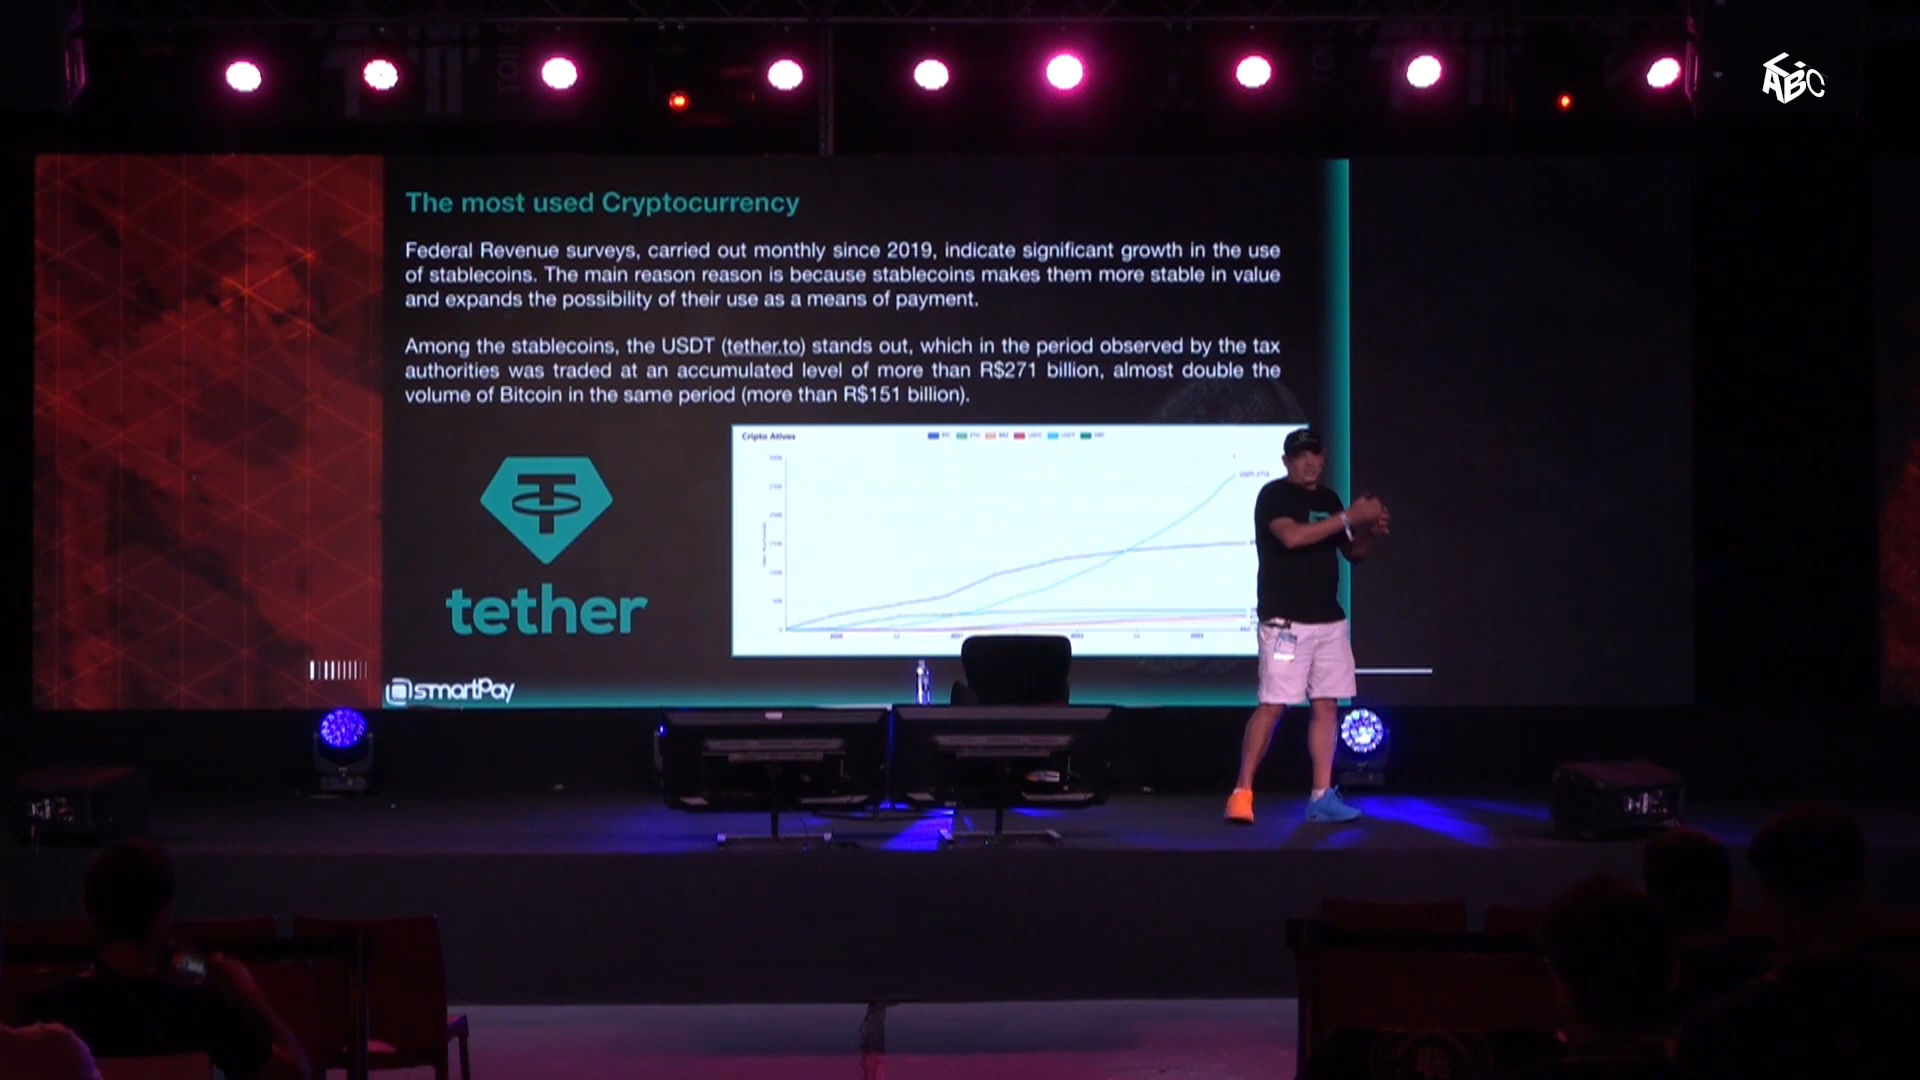 ABC
The most used Cryptocurrency
Federal Revenue surveys, carried out monthly since 2019, indicate significant growth in the use
of stablecoins. The main reason reason is because stablecoins makes them more stable in value
and expands the possibility of their use as a means of payment.
Among the stablecoins, the USDT (tether.to) stands out, which in the period observed by the tax
authorities was traded at an accumulated level of more than R$271 billion, almost double the
volume of Bitcoin in the same period (more than R$151 billion).
Cripto Ativos
2020
2021
2022
2023
tether
smartPay